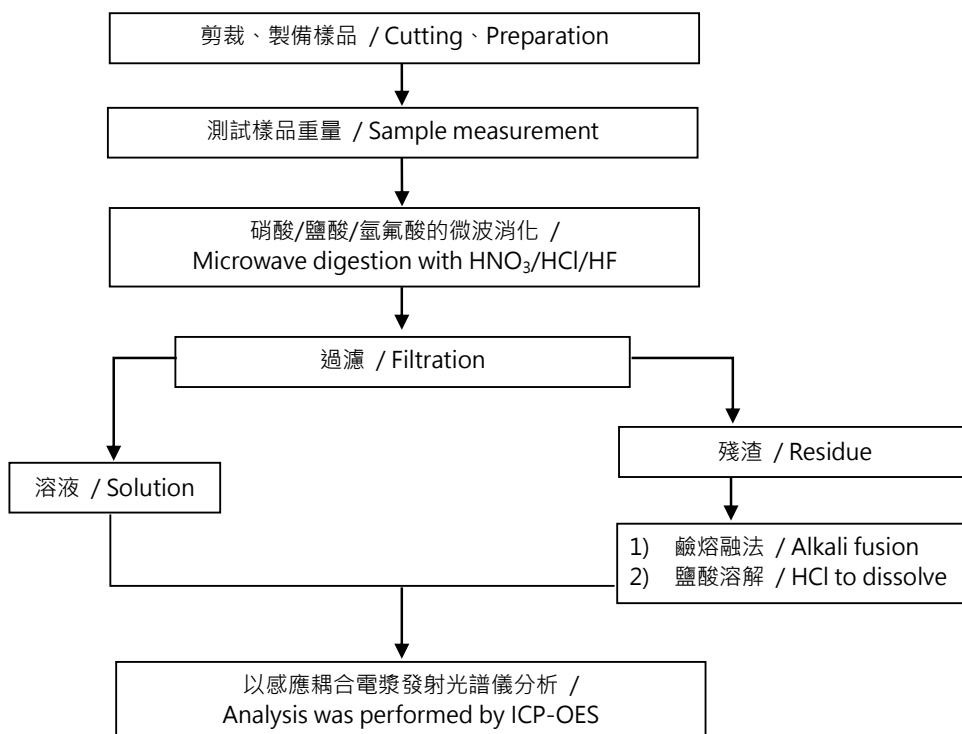 剪裁、製備樣品 / Cutting、Preparation
測試樣品重量 / Sample measurement
硝酸/鹽酸/氫氟酸的微波消化 /
Microwave digestion with HNO₃/HCl/HF
過濾 / Filtration
溶液 / Solution
殘渣 / Residue
1) 鹼熔融法 / Alkali fusion
2) 鹽酸溶解 / HCl to dissolve
以感應耦合電漿發射光譜儀分析 /
Analysis was performed by ICP-OES